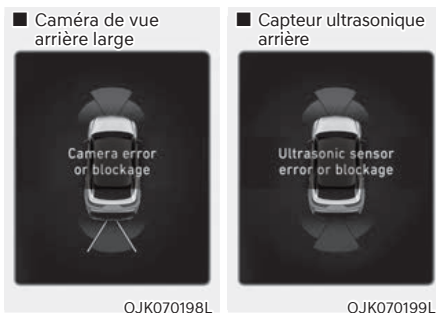 ■ Caméra de vue
arrière large
Camera error
or blockage
OJK070198L
■ Capteur ultrasonique
arrière
Ultrasonic sensor
error or blockage
OJK070199L